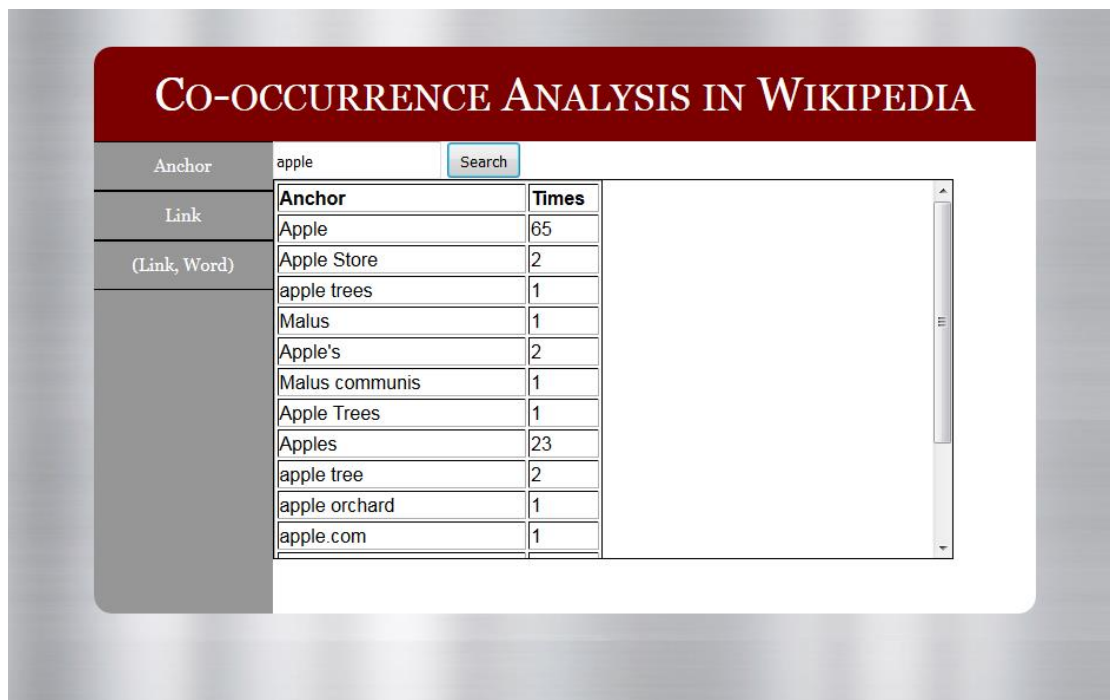 Co-occurrence Analysis in Wikipedia
Anchor
Link
(Link, Word)
apple Search
Anchor Times
Apple 65
Apple Store 2
apple trees 1
Malus 1
Apple's 2
Malus communis 1
Apple Trees 1
Apples 23
apple tree 2
apple orchard 1
apple.com 1